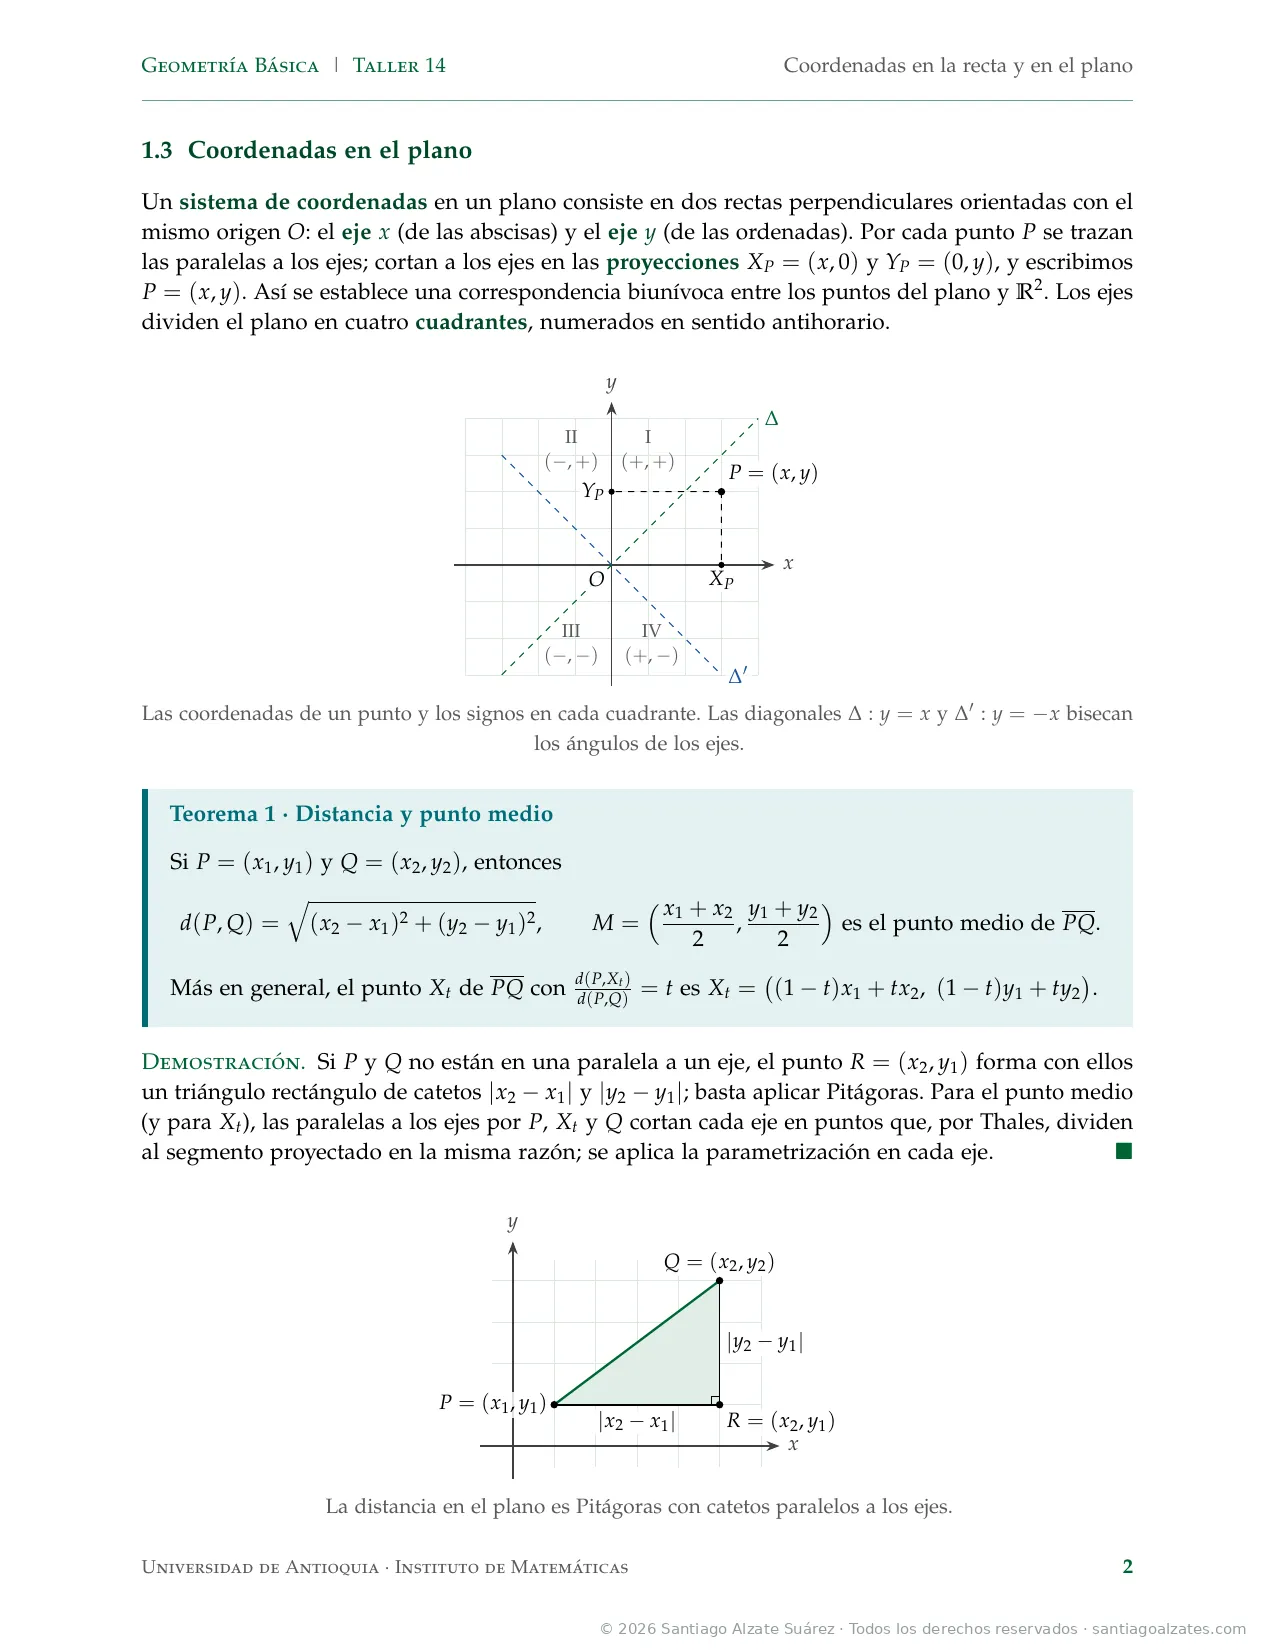 Geometría Básica | Taller 14
Coordenadas en la recta y en el plano
1.3 Coordenadas en el plano
Un sistema de coordenadas en un plano consiste en dos rectas perpendiculares orientadas con el
mismo origen O: el eje x (de las abscisas) y el eje y (de las ordenadas). Por cada punto P se trazan
las paralelas a los ejes; cortan a los ejes en las proyecciones X_P = (x, 0) y Y_P = (0, y), y escribimos
P = (x, y). Así se establece una correspondencia biunívoca entre los puntos del plano y ℝ². Los ejes
dividen el plano en cuatro cuadrantes, numerados en sentido antihorario.
y
Δ
II I
(−, +) (+, +)
P = (x, y)
Y_P
x
O X_P
III IV
(−, −) (+, −)
Δ′
Las coordenadas de un punto y los signos en cada cuadrante. Las diagonales Δ : y = x y Δ′ : y = −x bisecan
los ángulos de los ejes.
Teorema 1 · Distancia y punto medio
Si P = (x₁, y₁) y Q = (x₂, y₂), entonces
d(P, Q) = √((x₂ − x₁)² + (y₂ − y₁)²), M = ((x₁ + x₂)/2, (y₁ + y₂)/2) es el punto medio de P̅Q̅.
Más en general, el punto X_t de P̅Q̅ con d(P,X_t)/d(P,Q) = t es X_t = ((1 − t)x₁ + tx₂, (1 − t)y₁ + ty₂).
Demostración. Si P y Q no están en una paralela a un eje, el punto R = (x₂, y₁) forma con ellos
un triángulo rectángulo de catetos |x₂ − x₁| y |y₂ − y₁|; basta aplicar Pitágoras. Para el punto medio
(y para X_t), las paralelas a los ejes por P, X_t y Q cortan cada eje en puntos que, por Thales, dividen
al segmento proyectado en la misma razón; se aplica la parametrización en cada eje. ■
y
Q = (x₂, y₂)
|y₂ − y₁|
P = (x₁, y₁)
|x₂ − x₁|
R = (x₂, y₁)
x
La distancia en el plano es Pitágoras con catetos paralelos a los ejes.
Universidad de Antioquia · Instituto de Matemáticas
2
© 2026 Santiago Alzate Suárez · Todos los derechos reservados · santiagoalzates.com